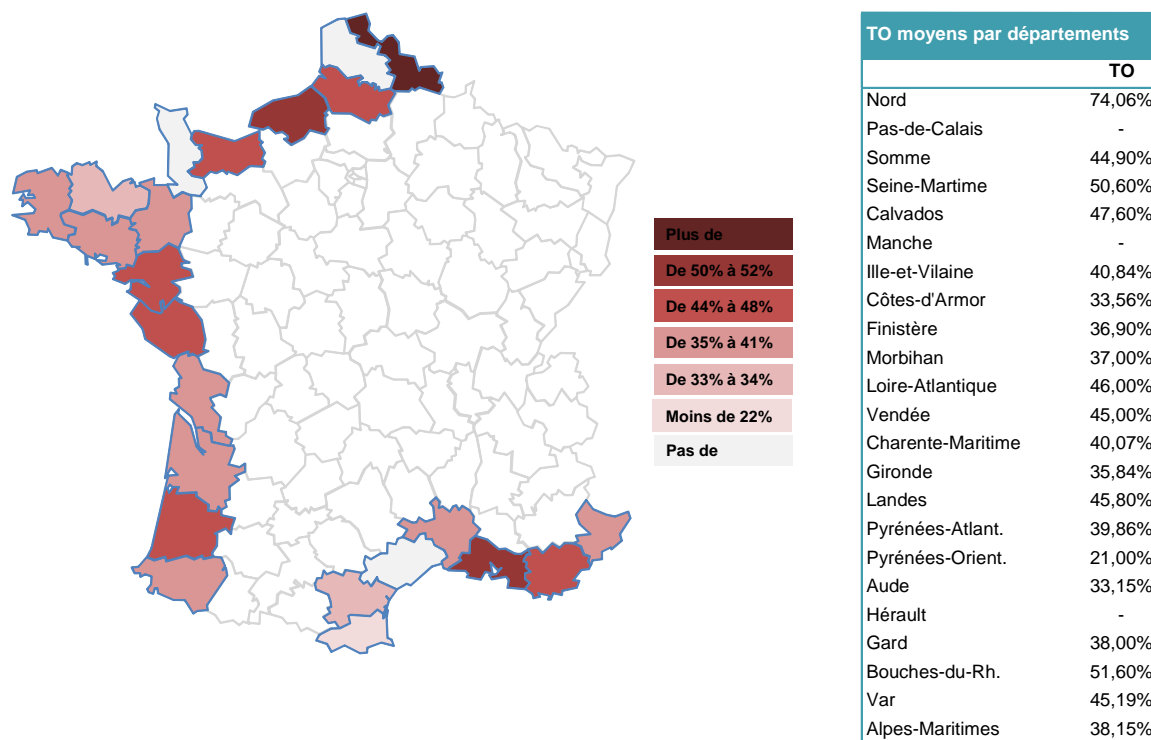 Plus de
De 50% à 52%
De 44% à 48%
De 35% à 41%
De 33% à 34%
Moins de 22%
Pas de
TO moyens par départements
TO
Nord 74,06%
Pas-de-Calais -
Somme 44,90%
Seine-Martime 50,60%
Calvados 47,60%
Manche -
Ille-et-Vilaine 40,84%
Côtes-d'Armor 33,56%
Finistère 36,90%
Morbihan 37,00%
Loire-Atlantique 46,00%
Vendée 45,00%
Charente-Maritime 40,07%
Gironde 35,84%
Landes 45,80%
Pyrénées-Atlant. 39,86%
Pyrénées-Orient. 21,00%
Aude 33,15%
Hérault -
Gard 38,00%
Bouches-du-Rh. 51,60%
Var 45,19%
Alpes-Maritimes 38,15%